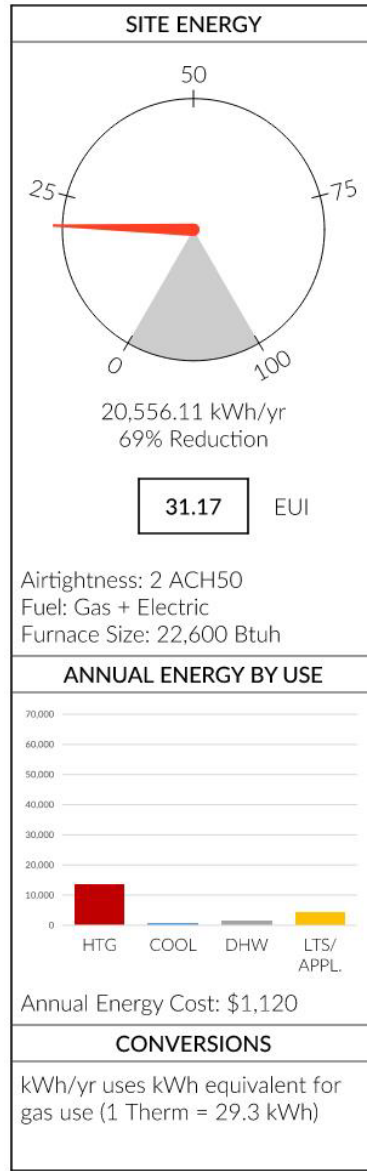 SITE ENERGY
50
25
75
0
100
20,556.11 kWh/yr
69% Reduction
31.17 EUI
Airtightness: 2 ACH50
Fuel: Gas + Electric
Furnace Size: 22,600 Btuh
ANNUAL ENERGY BY USE
70,000
60,000
50,000
40,000
30,000
20,000
10,000
0
HTG COOL DHW LTS/
APPL.
Annual Energy Cost: $1,120
CONVERSIONS
kWh/yr uses kWh equivalent for
gas use (1 Therm = 29.3 kWh)